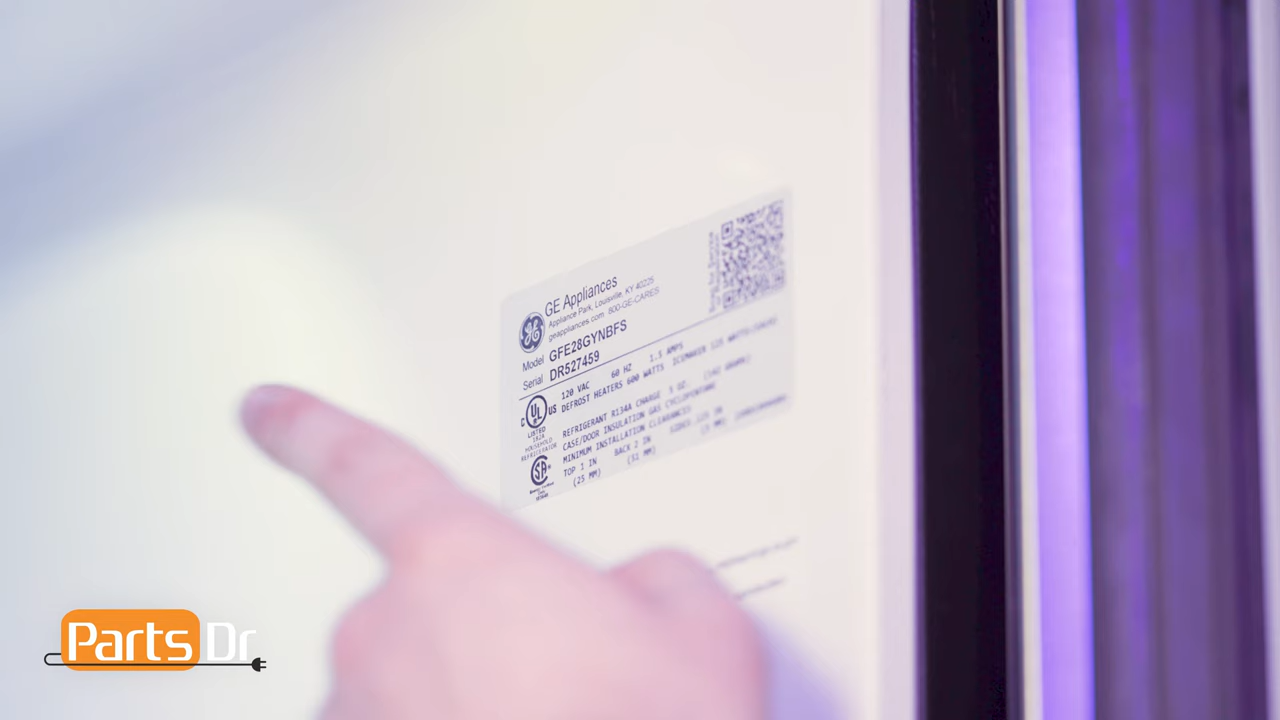 GE Appliances
Appliance Park, Louisville, KY 40225
geappliances.com 800-GE-CARES
Model GFE28GYNBFS
Serial DR527459
120 VAC 60 HZ 1.5 AMPS
DEFROST HEATERS 600 WATTS ICEMAKER
C UL US
LISTED
HOUSEHOLD
REFRIGERATOR
REFRIGERANT R134A CHARGE 5 OZ.
CASE/DOOR INSULATION GAS CYCLOPENTANE
MINIMUM INSTALLATION CLEARANCES
TOP 1 IN BACK 2 IN
(25 MM) (51 MM)
Parts Dr